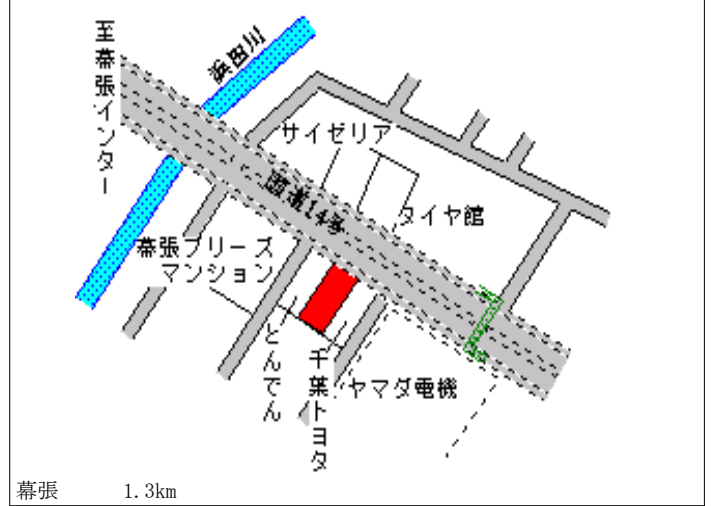 至幕張インター
浜田川
サイゼリア
国道14号
タイヤ館
幕張ブリーズ
マンション
とんでん
千葉トヨタ
ヤマダ電機
幕張 1.3km